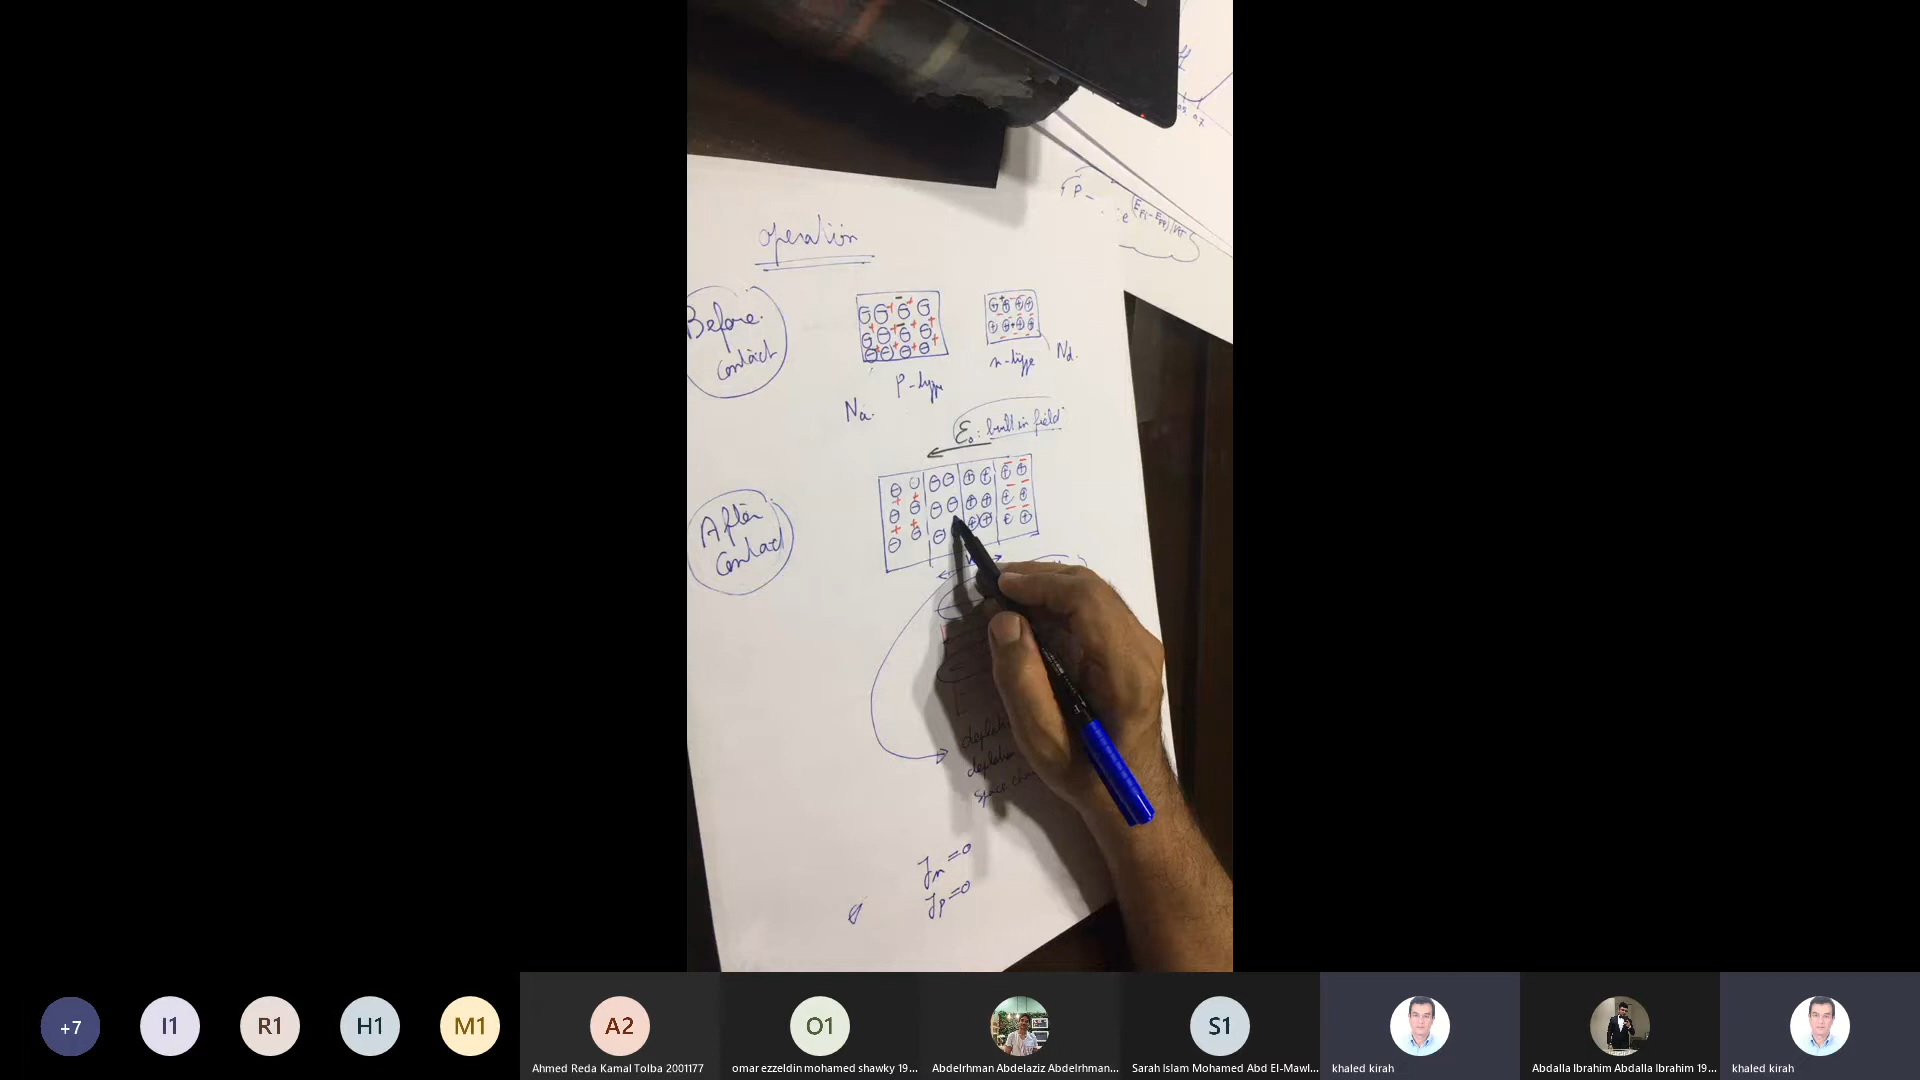 operation
Before
contact
P-type
n-type
Na.
Nd.
Ɛ₀: built in field
After
Contact
space
Jn = 0
Jp = 0
+7
I1
R1
H1
M1
A2
O1
S1
Ahmed Reda Kamal Tolba 2001177
omar ezzeldin mohamed shawky 19...
Abdelrhman Abdelaziz Abdelrhman...
Sarah Islam Mohamed Abd El-Mawl...
khaled kirah
Abdalla Ibrahim Abdalla Ibrahim 19...
khaled kirah